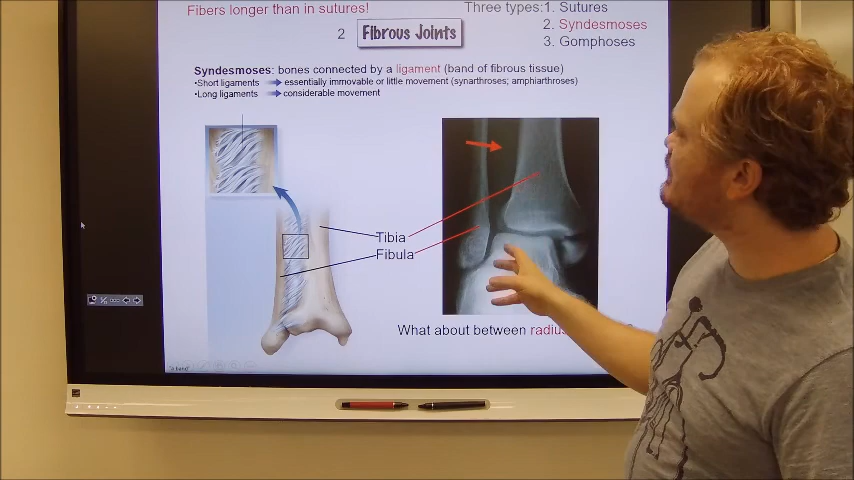 Fibers longer than in sutures!
Three types: 1. Sutures
2. Syndesmoses
3. Gomphoses
2 Fibrous Joints
Syndesmoses: bones connected by a ligament (band of fibrous tissue)
•Short ligaments essentially immovable or little movement (synarthroses; amphiarthroses)
•Long ligaments considerable movement
Tibia
Fibula
What about between radius
"a band"